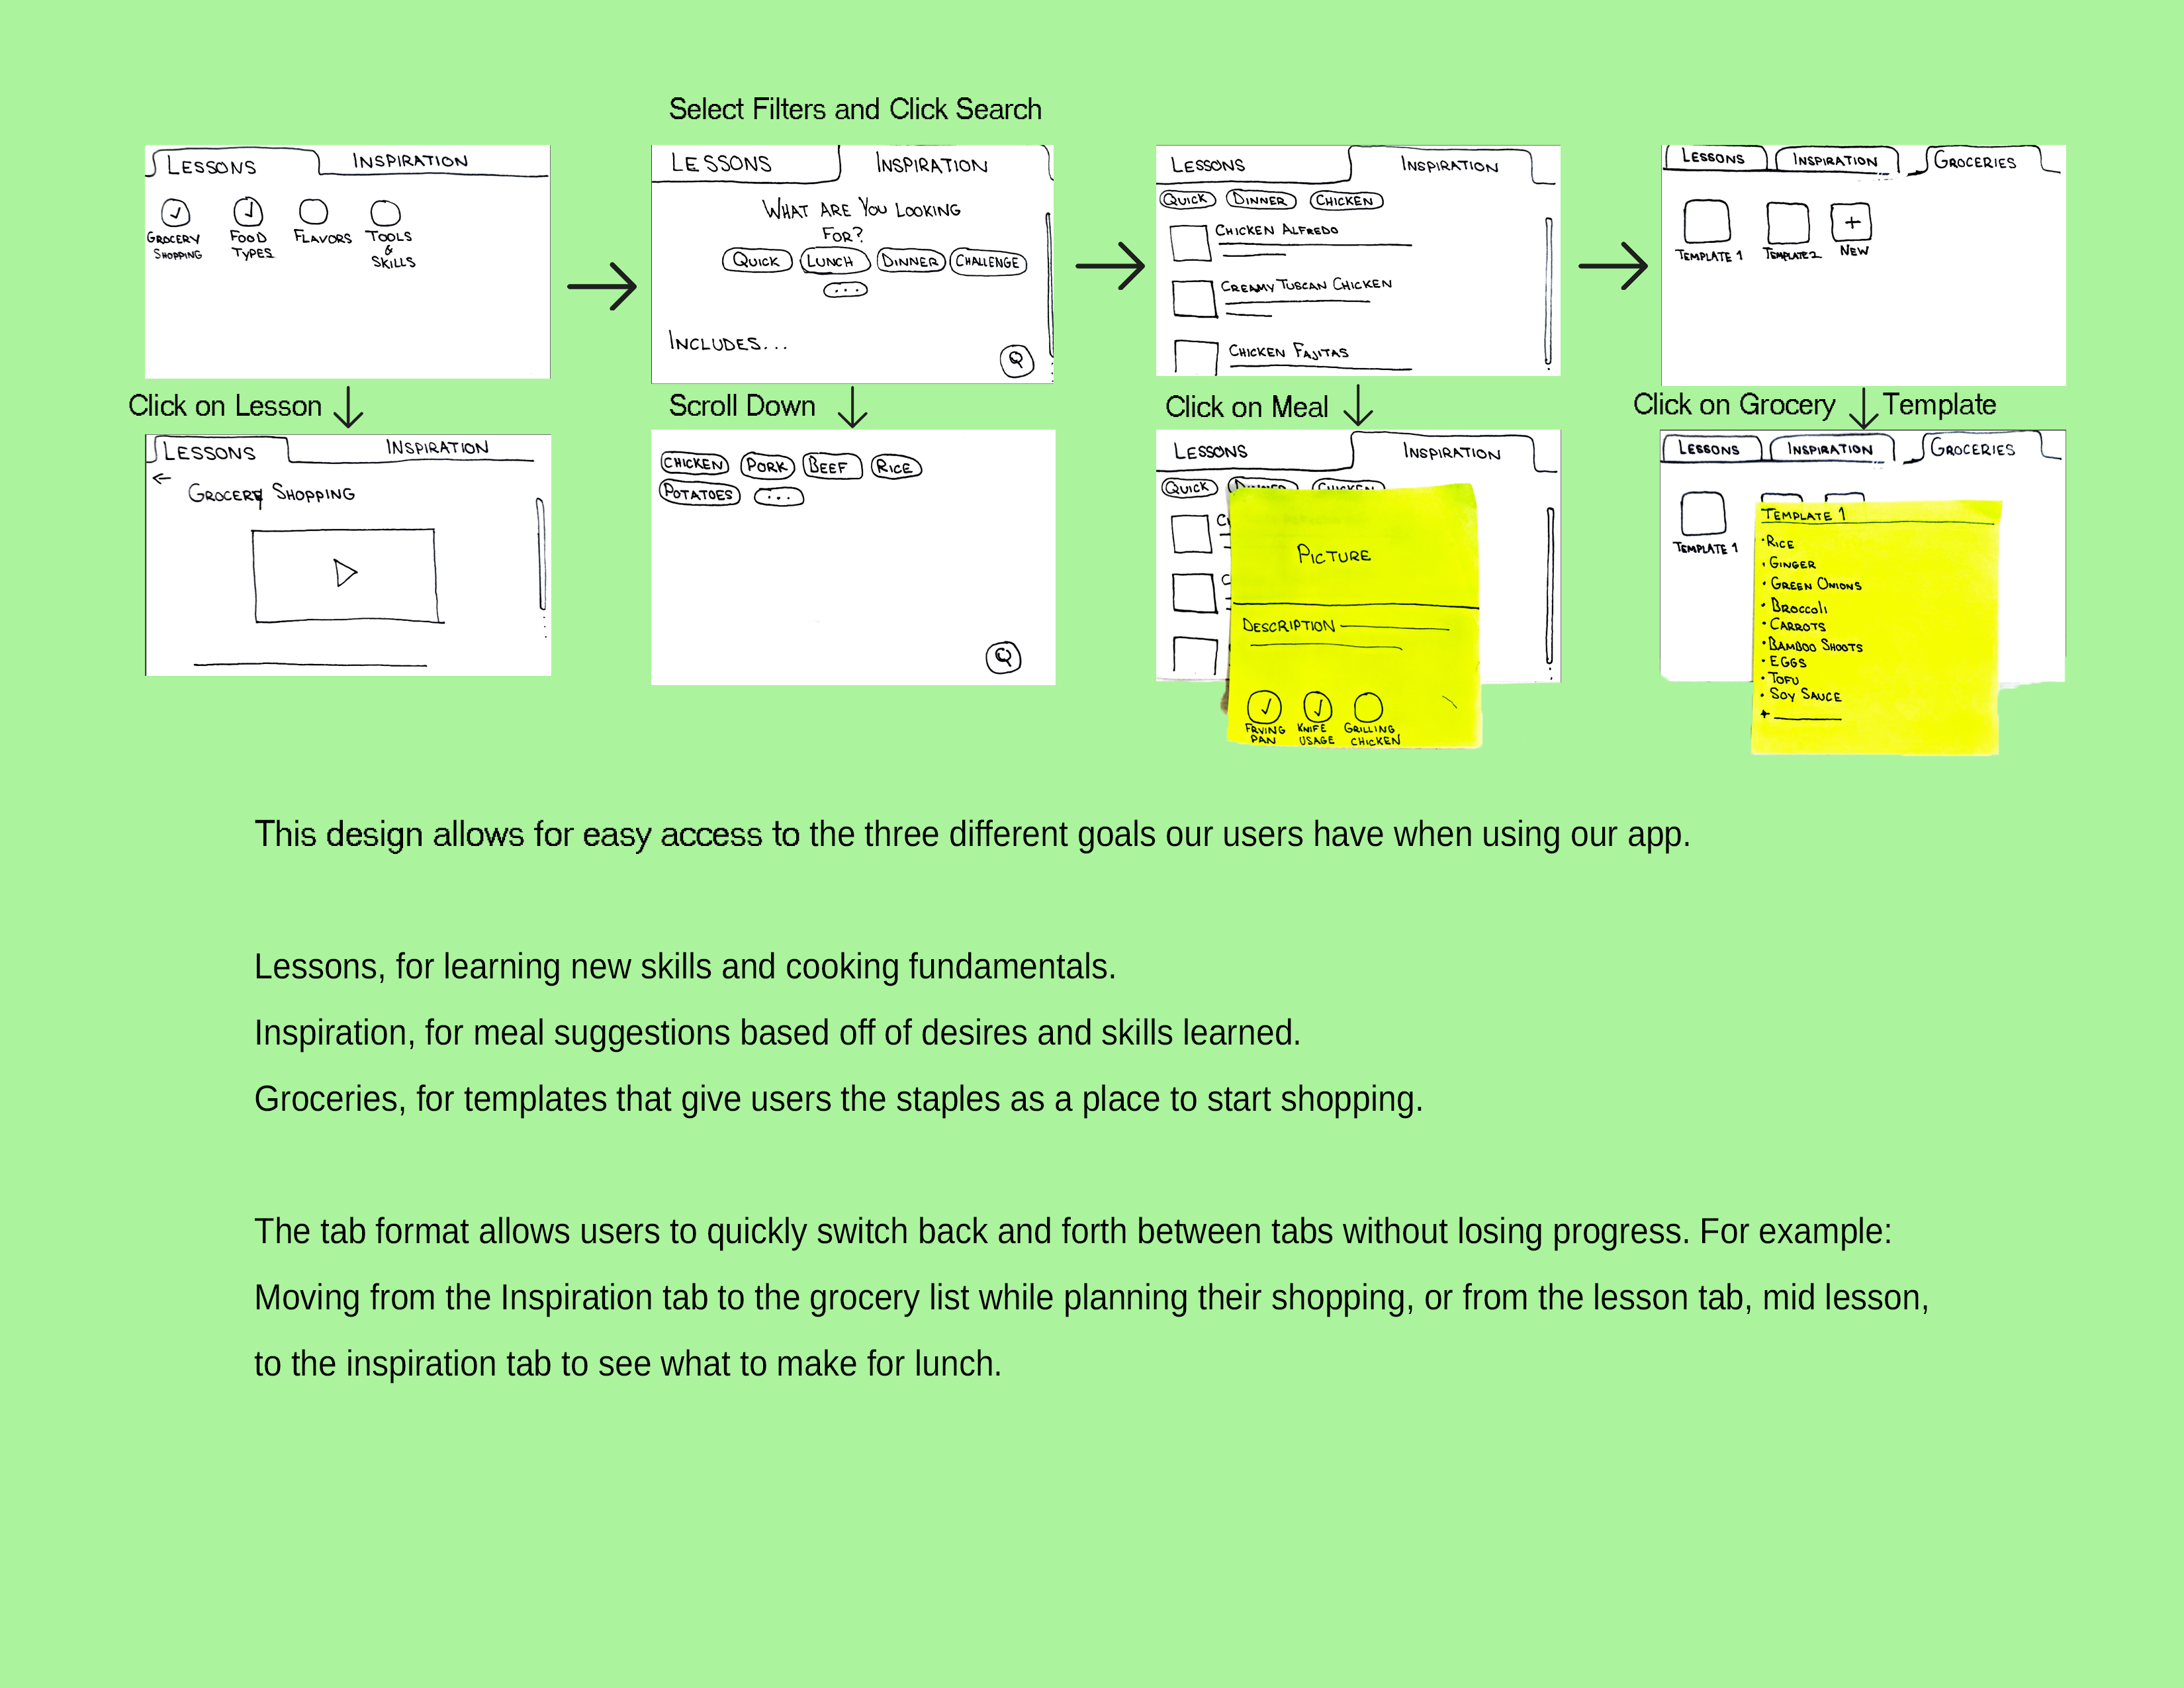 Select Filters and Click Search
LESSONS INSPIRATION
GROCERY SHOPPING
FOOD TYPES
FLAVORS
TOOLS & SKILLS
LESSONS INSPIRATION
WHAT ARE YOU LOOKING
FOR?
QUICK LUNCH DINNER CHALLENGE
...
INCLUDES...
LESSONS INSPIRATION
QUICK DINNER CHICKEN
CHICKEN ALFREDO
CREAMY TUSCAN CHICKEN
CHICKEN FAJITAS
LESSONS INSPIRATION GROCERIES
TEMPLATE 1 TEMPLATE 2 NEW
Click on Lesson
Scroll Down
Click on Meal
Click on Grocery Template
LESSONS INSPIRATION
GROCERY SHOPPING
CHICKEN PORK BEEF RICE
POTATOES ...
LESSONS INSPIRATION
QUICK DINNER CHICKEN
PICTURE
DESCRIPTION
FRYING PAN
KNIFE USAGE
GRILLING CHICKEN
LESSONS INSPIRATION GROCERIES
TEMPLATE 1
TEMPLATE 1
• RICE
• GINGER
• GREEN ONIONS
• BROCCOLI
• CARROTS
• BAMBOO SHOOTS
• EGGS
• TOFU
• SOY SAUCE
+
This design allows for easy access to the three different goals our users have when using our app.
Lessons, for learning new skills and cooking fundamentals.
Inspiration, for meal suggestions based off of desires and skills learned.
Groceries, for templates that give users the staples as a place to start shopping.
The tab format allows users to quickly switch back and forth between tabs without losing progress. For example:
Moving from the Inspiration tab to the grocery list while planning their shopping, or from the lesson tab, mid lesson,
to the inspiration tab to see what to make for lunch.